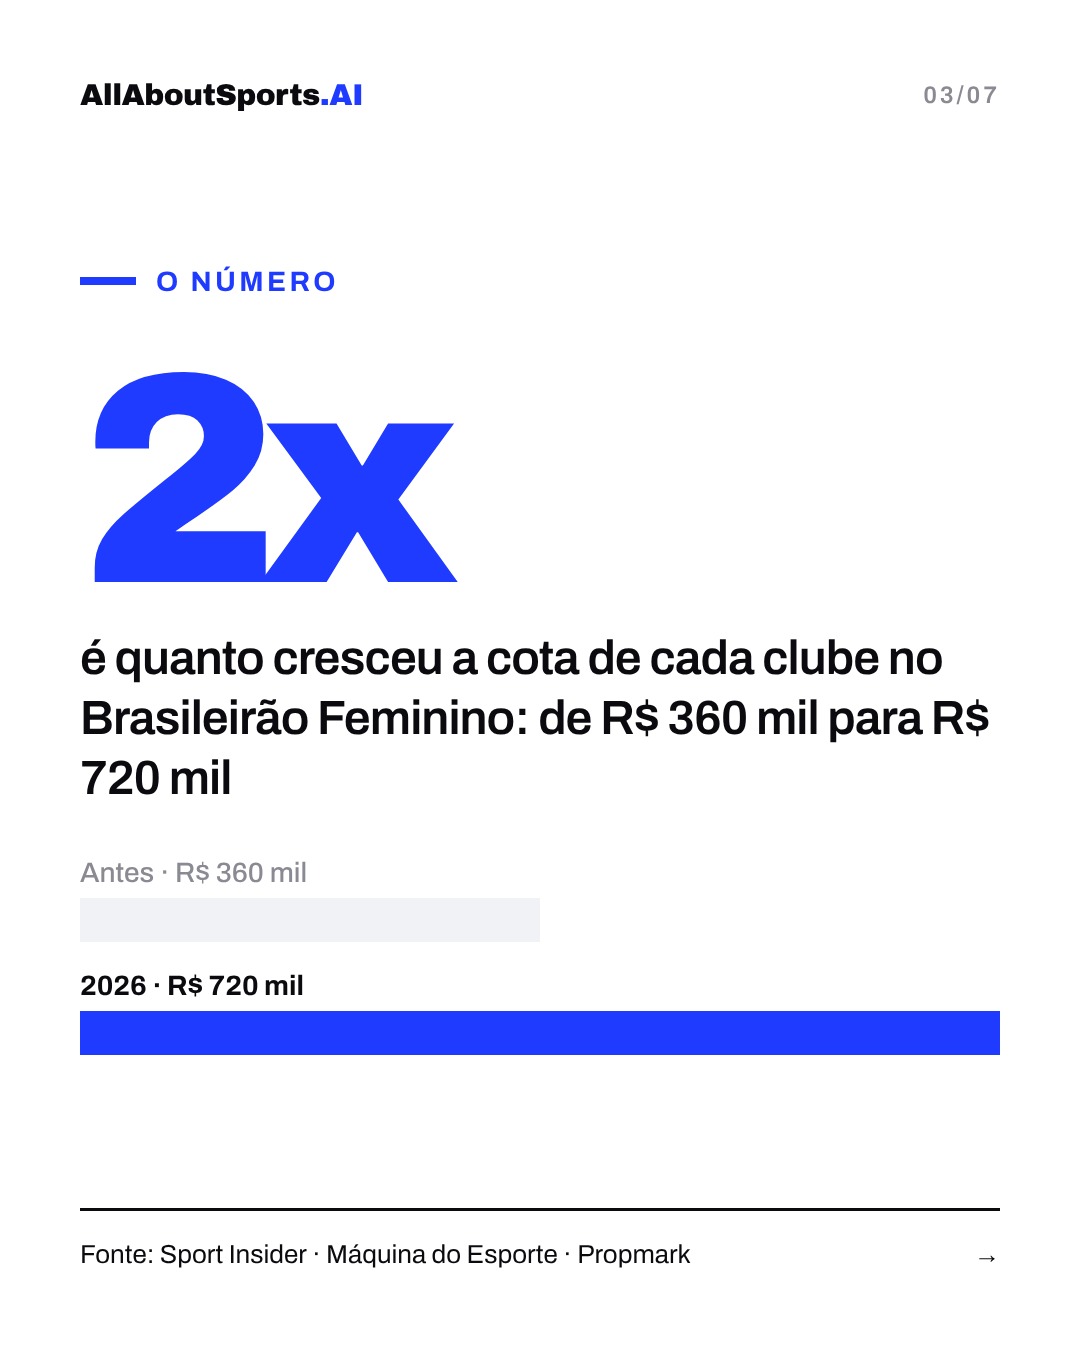 AllAboutSports.AI
03/07
O NÚMERO
2x
é quanto cresceu a cota de cada clube no
Brasileirão Feminino: de R$ 360 mil para R$
720 mil
Antes · R$ 360 mil
2026 · R$ 720 mil
Fonte: Sport Insider · Máquina do Esporte · Propmark
→